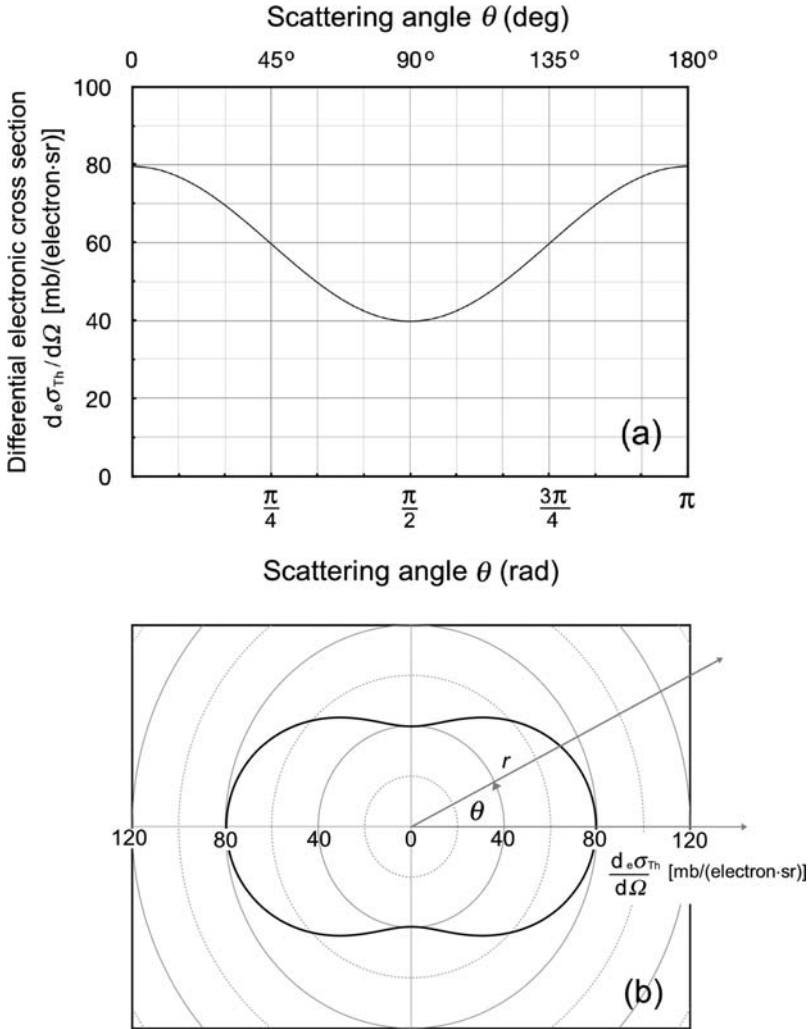 Scattering angle θ (deg)
0 45° 90° 135° 180°
Differential electronic cross section
dₑσ_Th/dΩ [mb/(electron·sr)]
100
80
60
40
20
0
(a)
π/4 π/2 3π/4 π
Scattering angle θ (rad)
r
θ
120 80 40 0 40 80 120
dₑσ_Th/dΩ [mb/(electron·sr)]
(b)